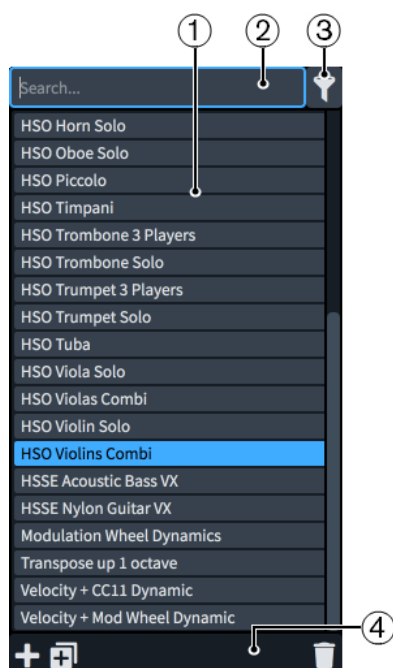 ① ② ③
Search...
HSO Horn Solo
HSO Oboe Solo
HSO Piccolo
HSO Timpani
HSO Trombone 3 Players
HSO Trombone Solo
HSO Trumpet 3 Players
HSO Trumpet Solo
HSO Tuba
HSO Viola Solo
HSO Violas Combi
HSO Violin Solo
HSO Violins Combi
HSSE Acoustic Bass VX
HSSE Nylon Guitar VX
Modulation Wheel Dynamics
Transpose up 1 octave
Velocity + CC11 Dynamic
Velocity + Mod Wheel Dynamic
④